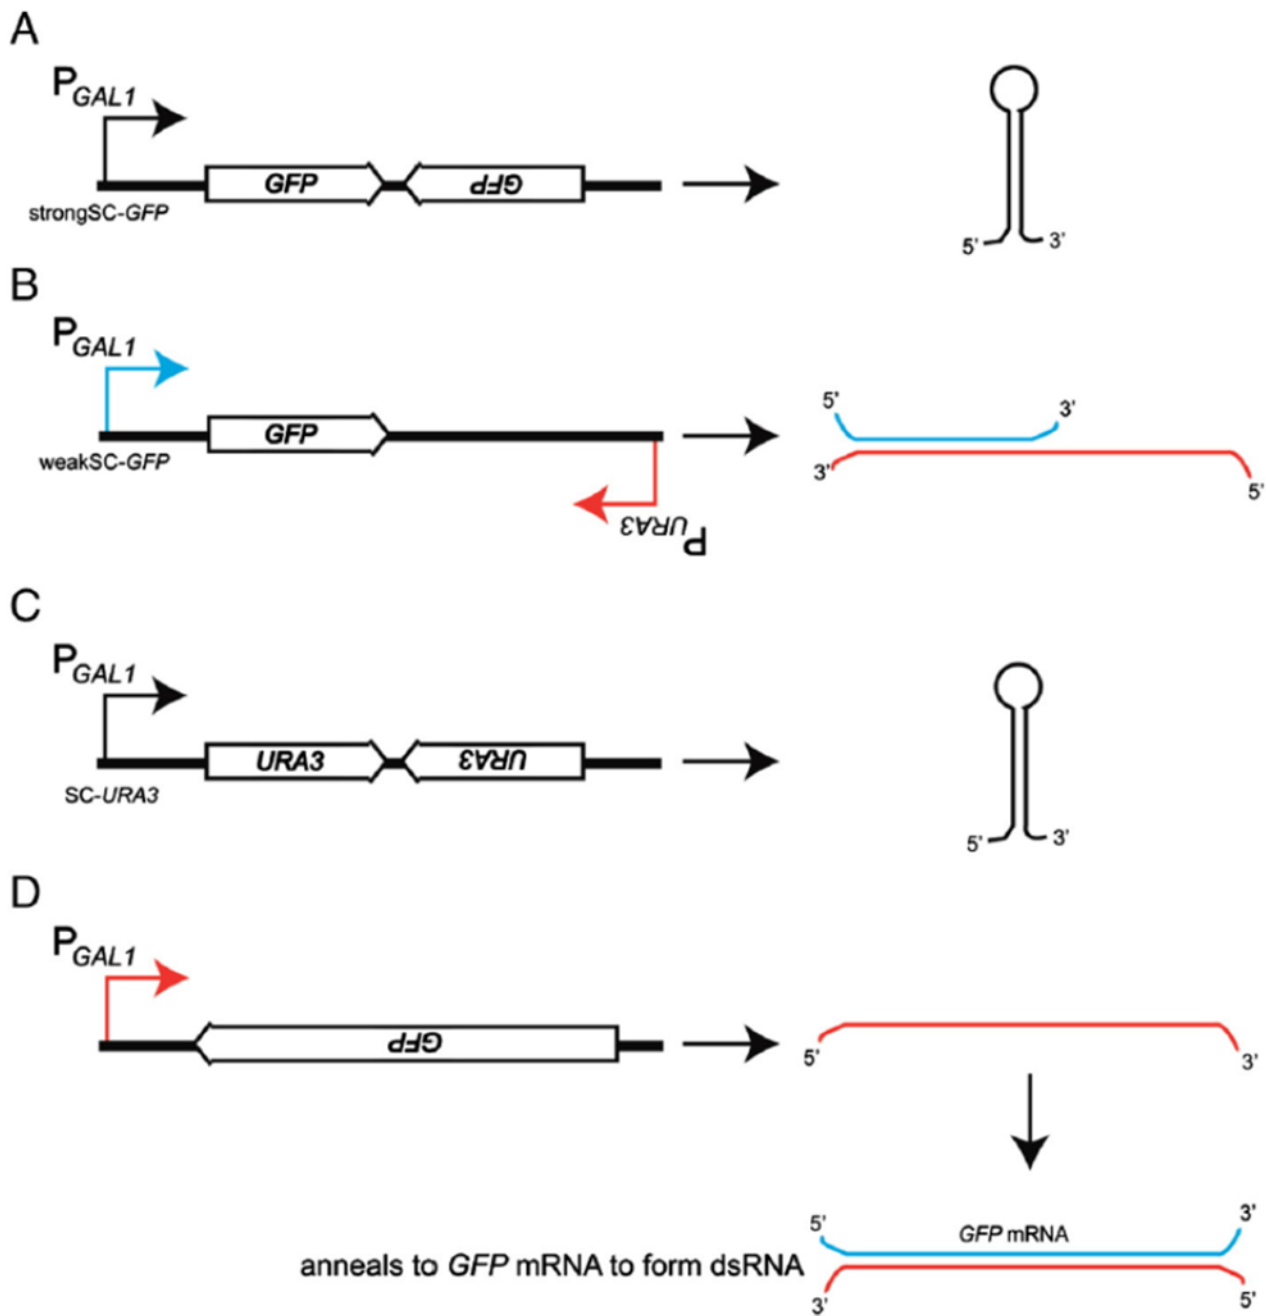 A
PGAL1
GFP GFP
strongSC-GFP
5' 3'
B
PGAL1
5' 3'
GFP
weakSC-GFP
3' 5'
PURA3
C
PGAL1
URA3 URA3
SC-URA3
5' 3'
D
PGAL1
GFP
5' 3'
5' GFP mRNA 3'
anneals to GFP mRNA to form dsRNA
3' 5'